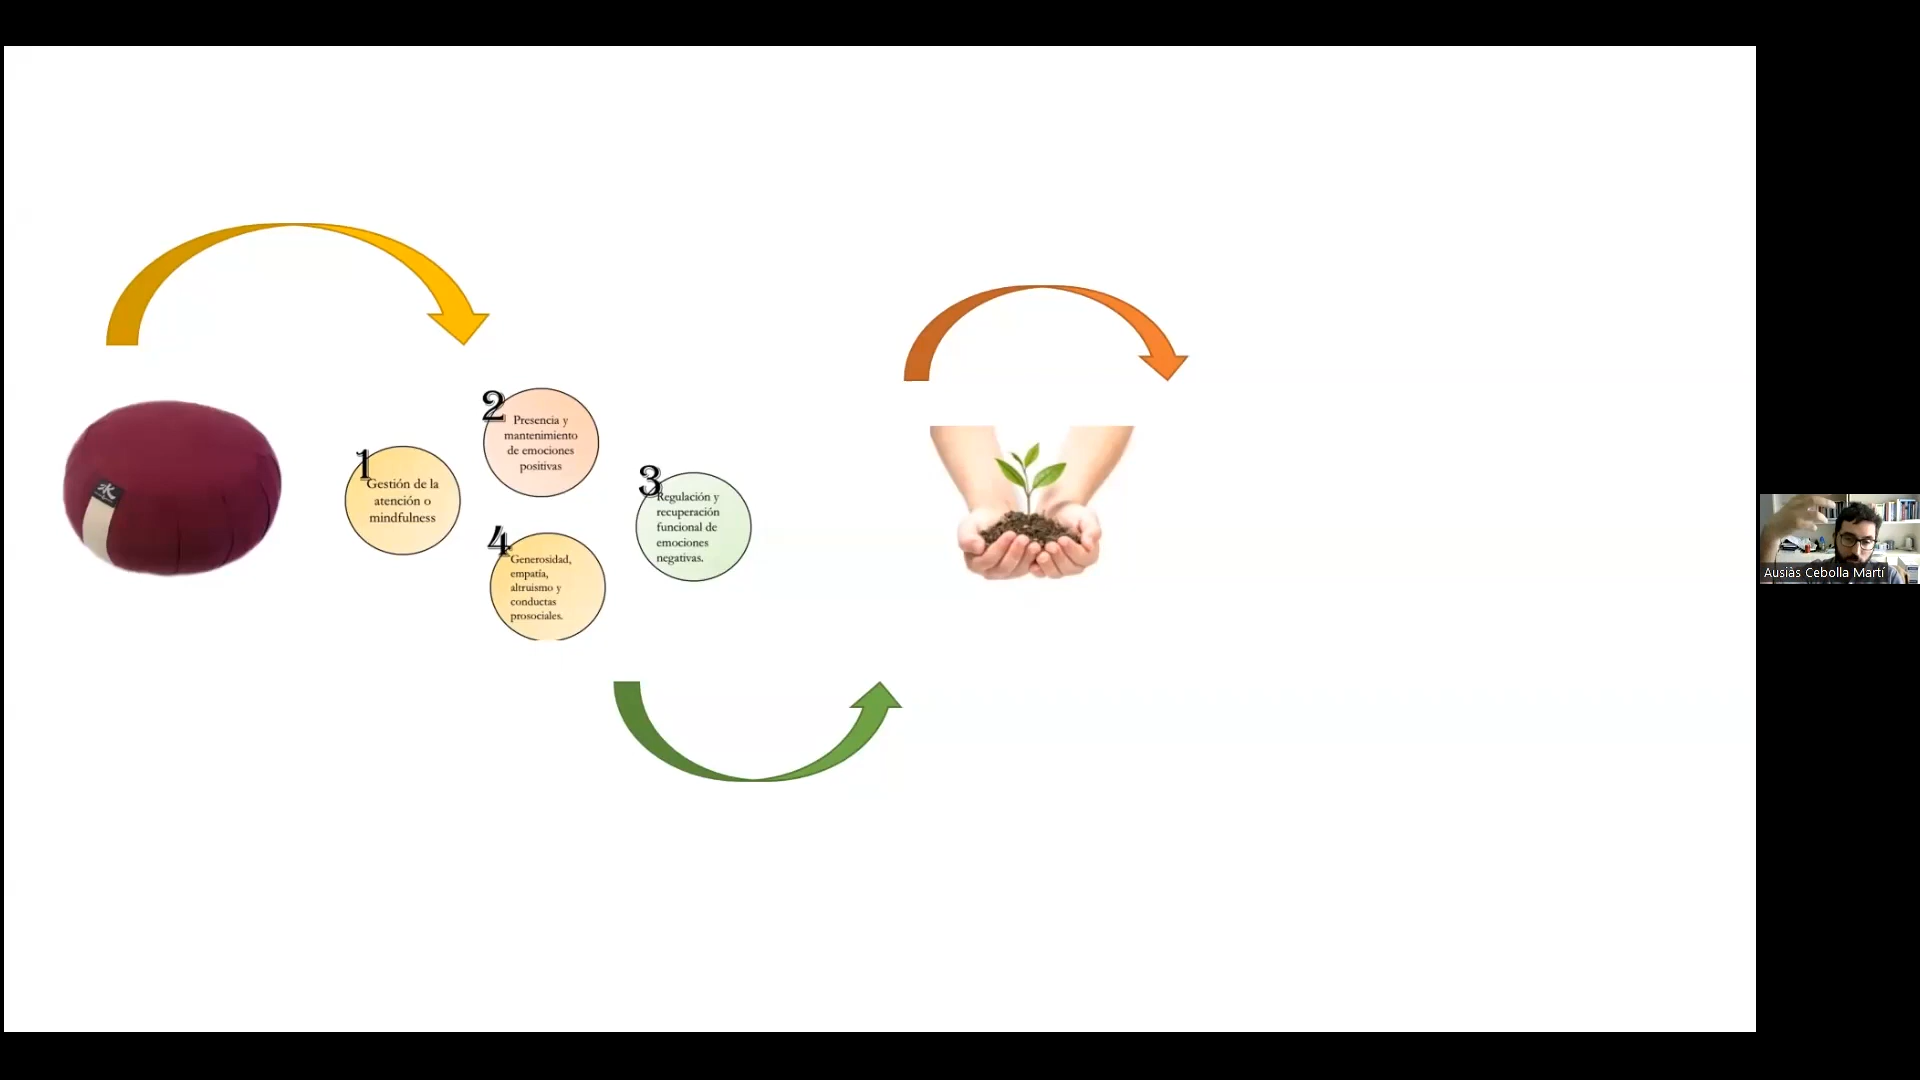 1
Gestión de la
atención o
mindfulness
2
Presencia y
mantenimiento
de emociones
positivas
3
Regulación y
recuperación
funcional de
emociones
negativas.
4
Generosidad,
empatía,
altruismo y
conductas
prosociales.
Ausiàs Cebolla Martí